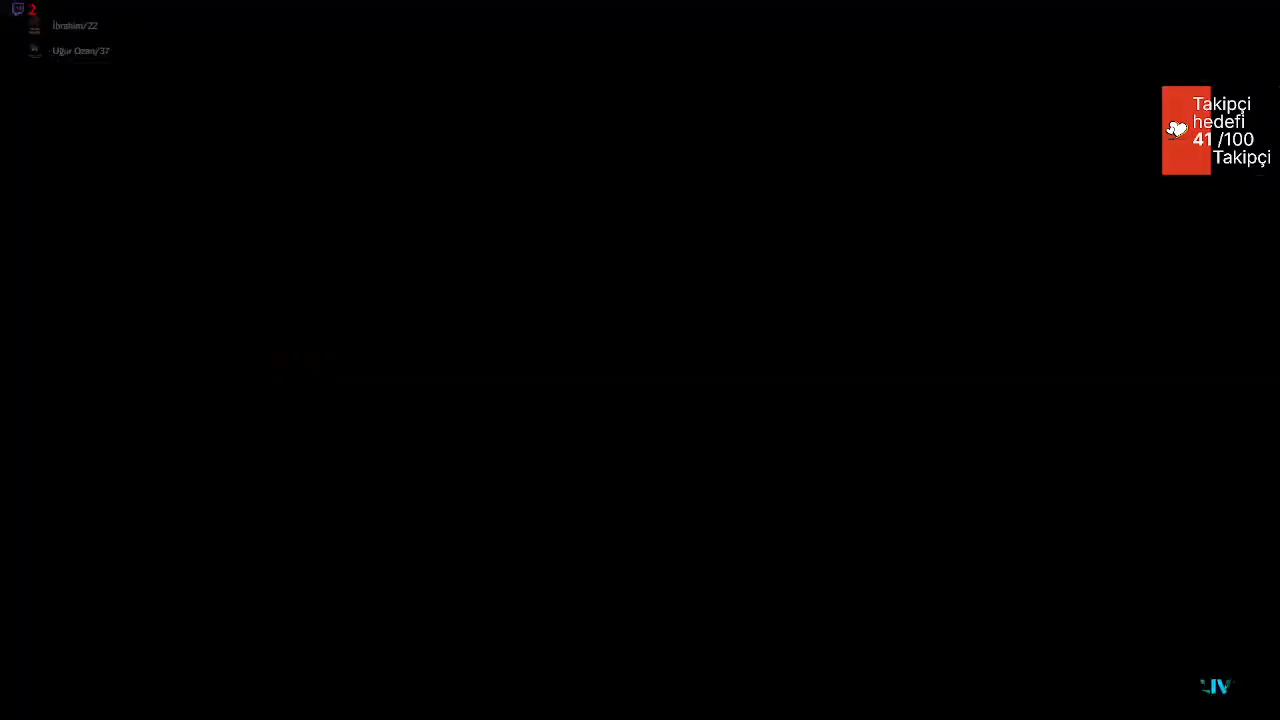 2
İbrahim/22
Uğur Ozan/37
Takipçi
hedefi
41 /100
Takipçi